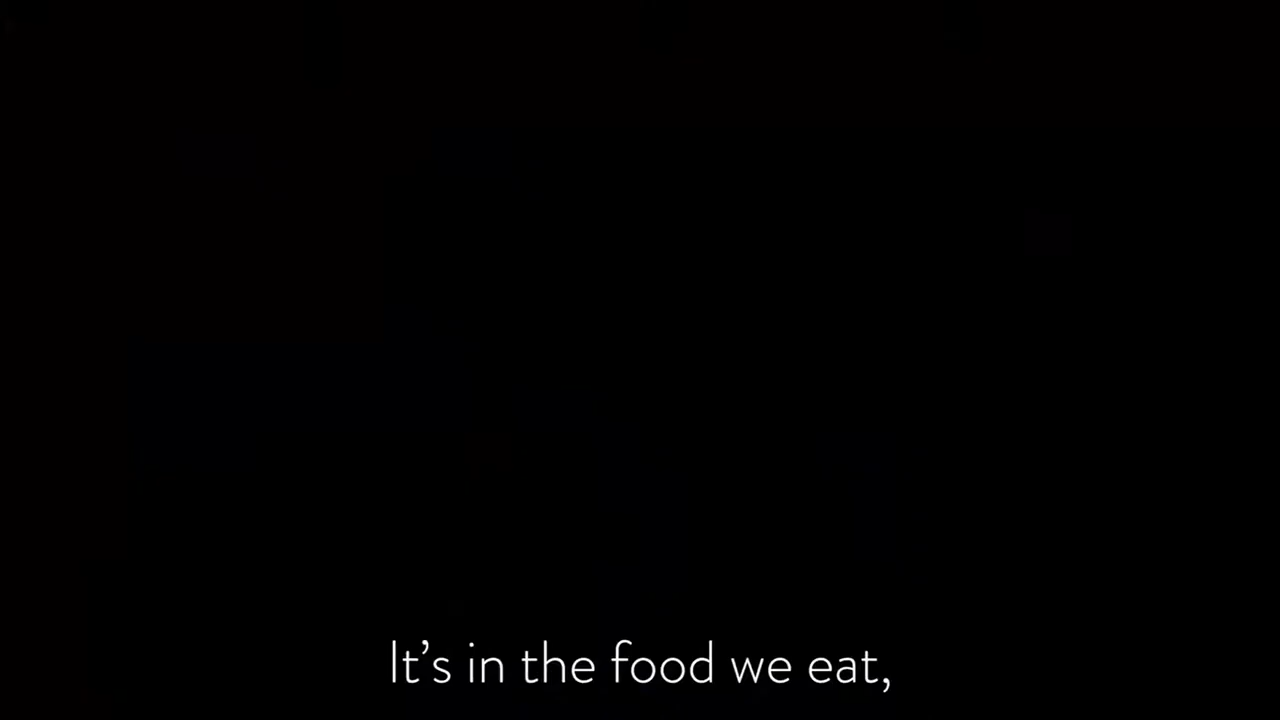 It’s in the food we eat,